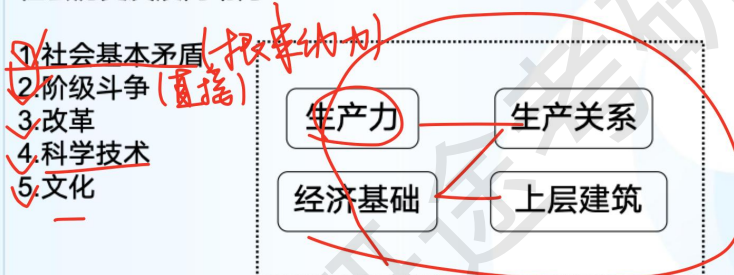 1.社会基本矛盾(根本动力)
2.阶级斗争(直接)
3.改革
4.科学技术
5.文化
生产力 生产关系
经济基础 上层建筑